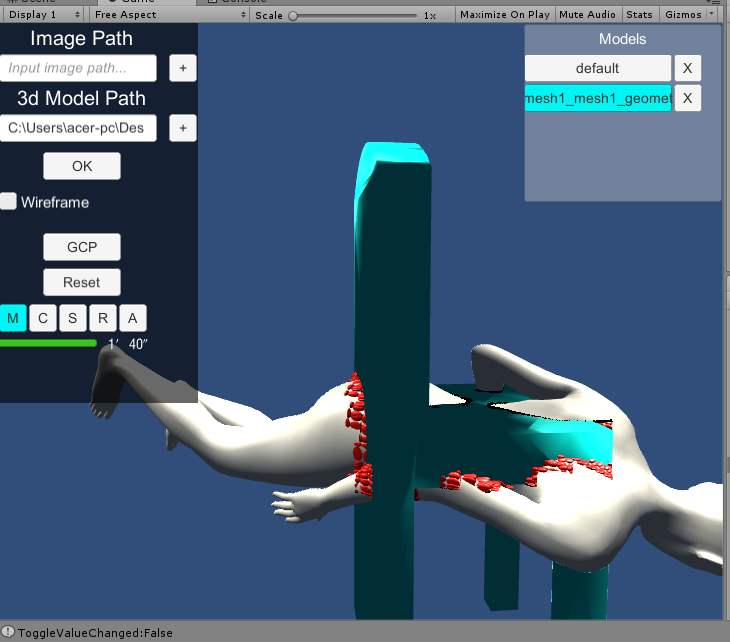 Scene Game Console
Display 1 Free Aspect Scale 1x Maximize On Play Mute Audio Stats Gizmos
Image Path
Input image path...
+
3d Model Path
C:\Users\acer-pc\Des
+
OK
Wireframe
GCP
Reset
M C S R A
1′ 40″
Models
default X
mesh1_mesh1_geomet X
ToggleValueChanged:False